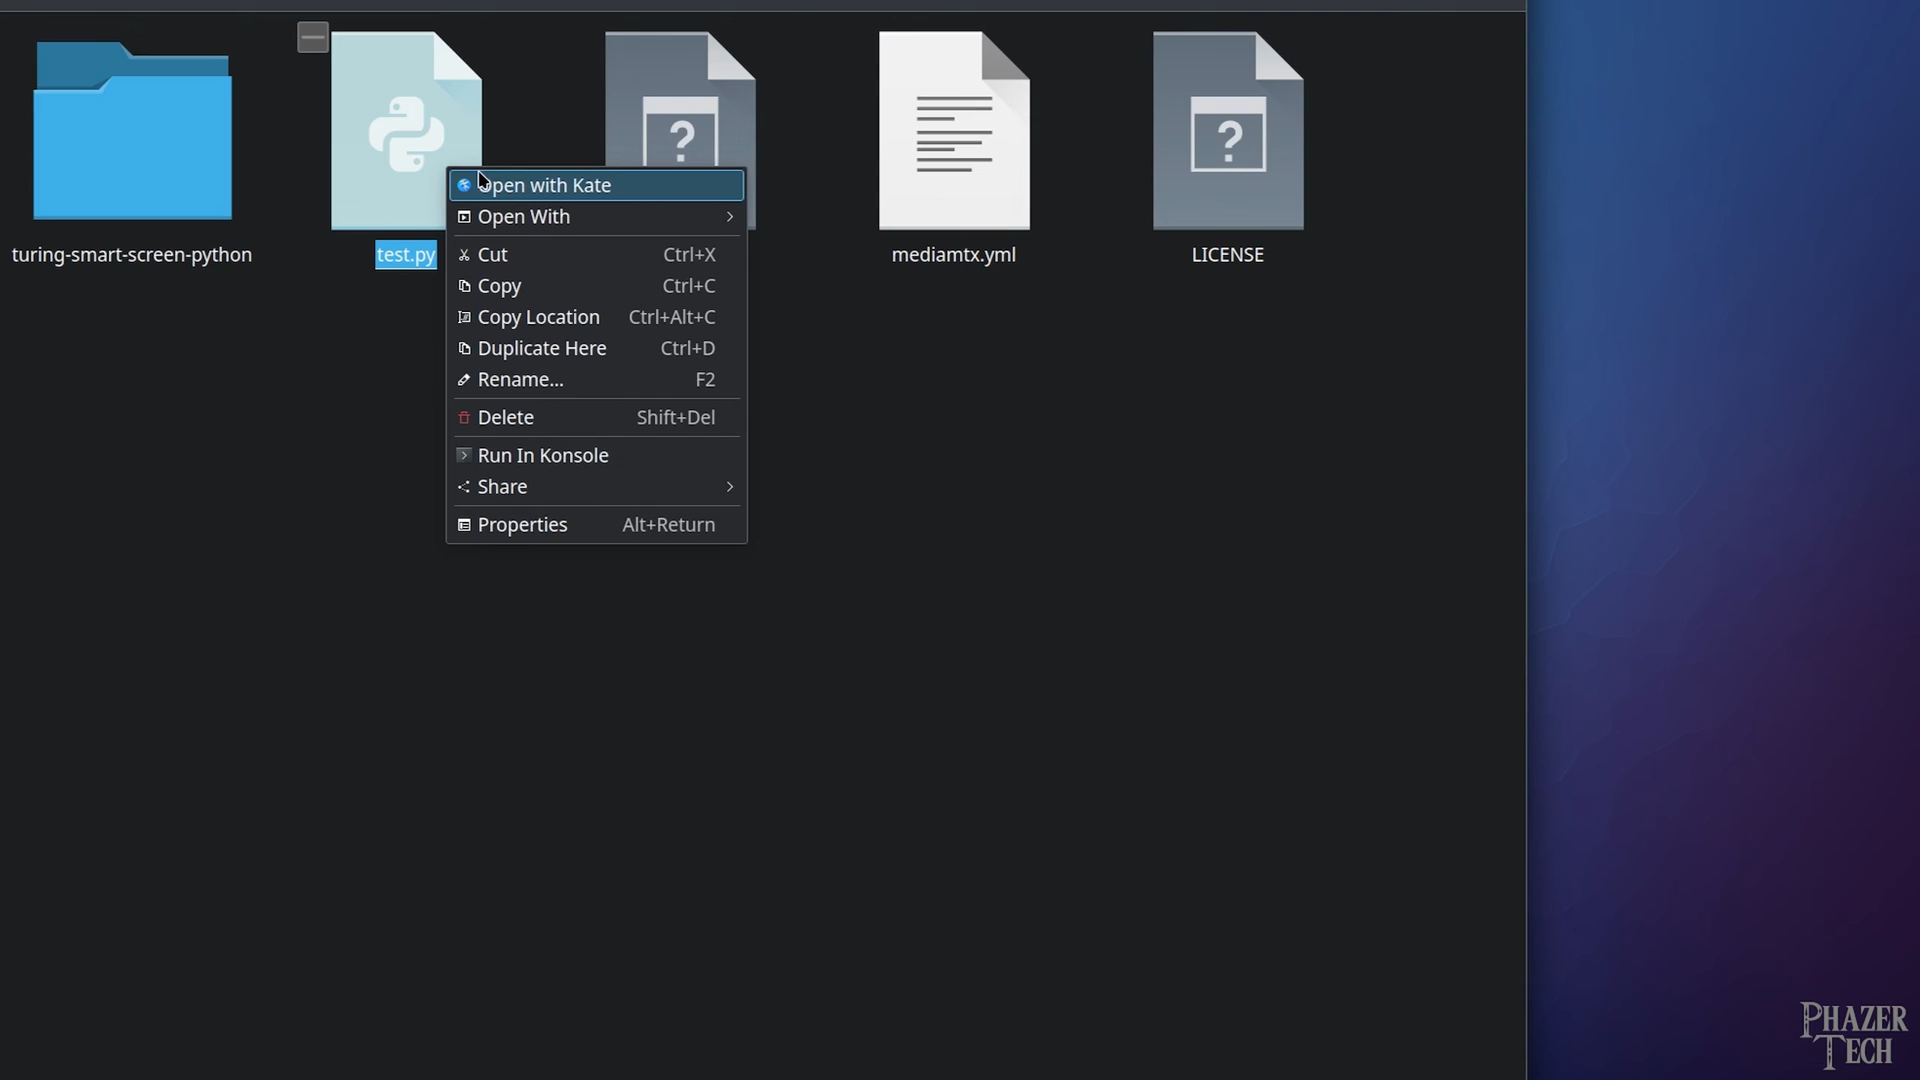 turing-smart-screen-python
test.py
mediamtx.yml
LICENSE
Open with Kate
Open With
Cut Ctrl+X
Copy Ctrl+C
Copy Location Ctrl+Alt+C
Duplicate Here Ctrl+D
Rename... F2
Delete Shift+Del
Run In Konsole
Share
Properties Alt+Return
PHAZER
TECH